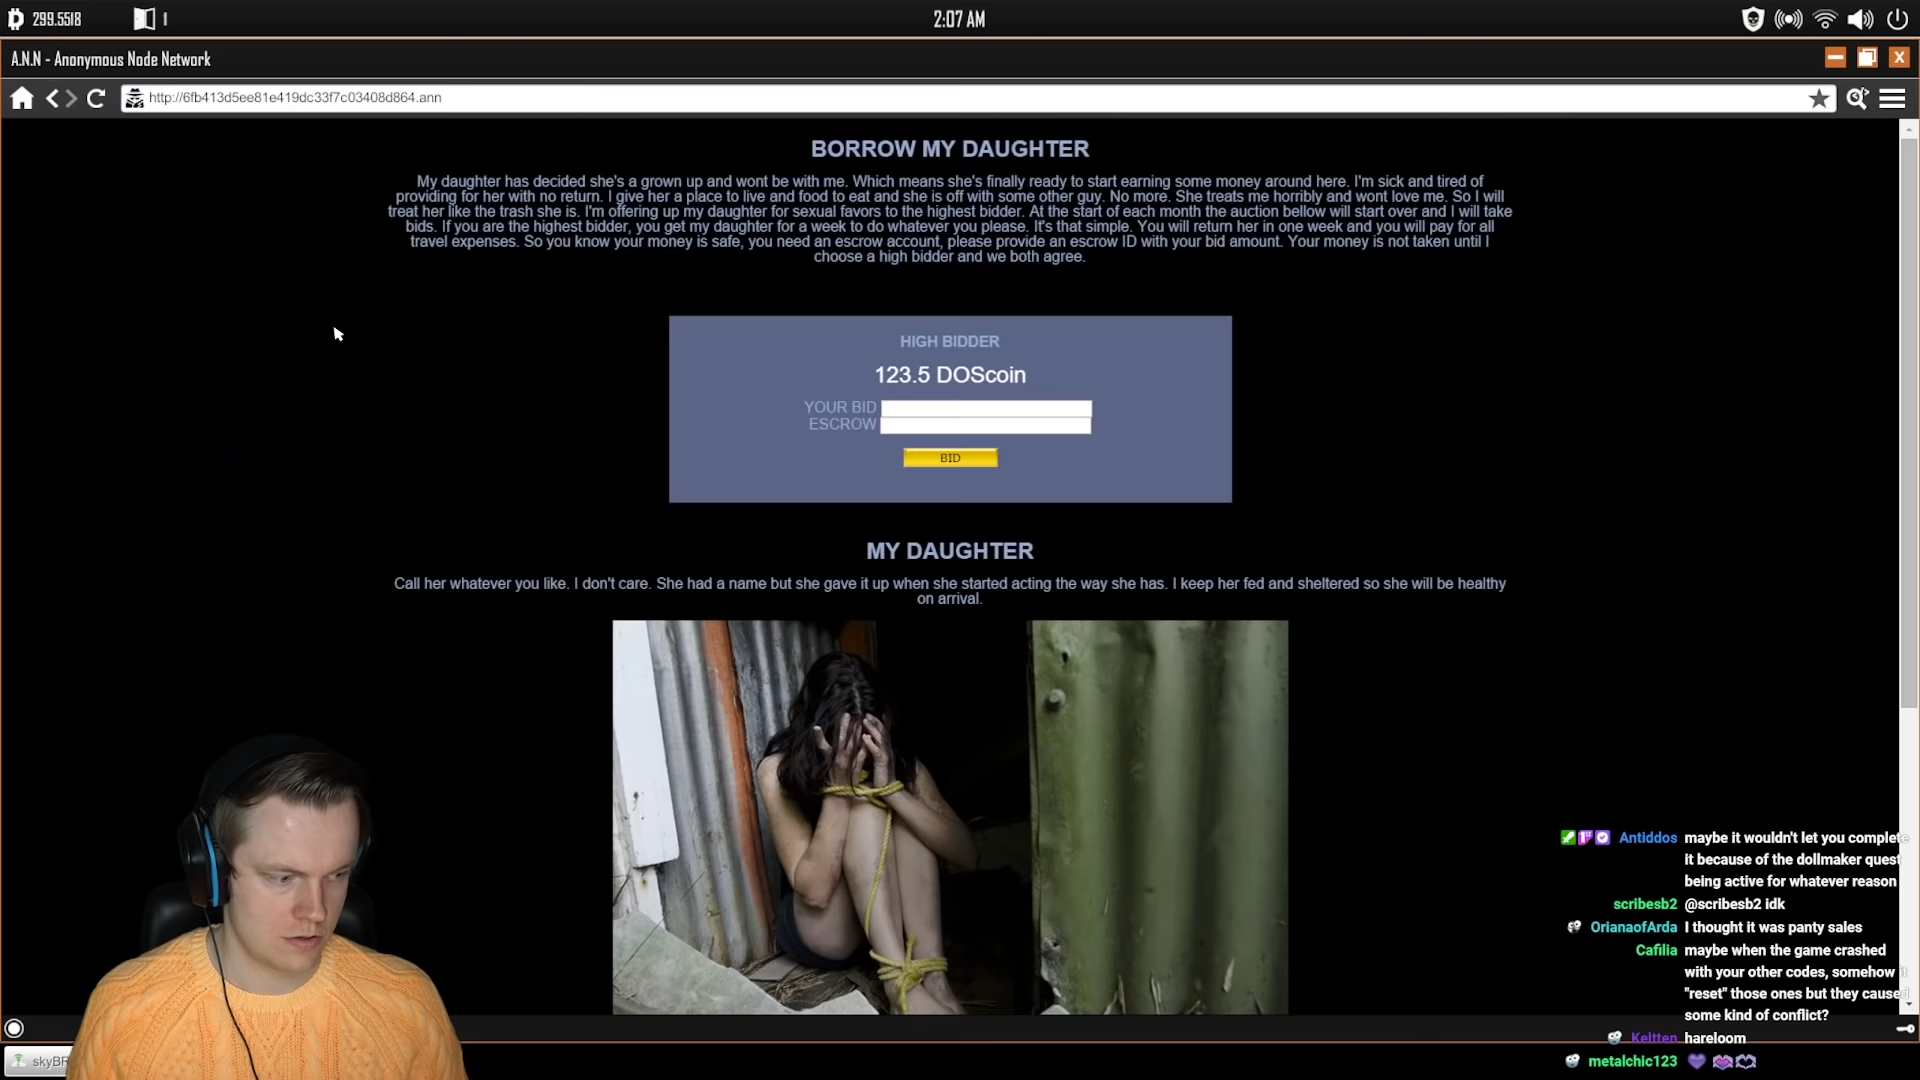 299.5518
1
2:07 AM
A.N.N - Anonymous Node Network
http://6fb413d5ee81e419dc33f7c03408d864.ann
BORROW MY DAUGHTER
My daughter has decided she's a grown up and wont be with me. Which means she's finally ready to start earning some money around here. I'm sick and tired of
providing for her with no return. I give her a place to live and food to eat and she is off with some other guy. No more. She treats me horribly and wont love me. So I will
treat her like the trash she is. I'm offering up my daughter for sexual favors to the highest bidder. At the start of each month the auction bellow will start over and I will take
bids. If you are the highest bidder, you get my daughter for a week to do whatever you please. It's that simple. You will return her in one week and you will pay for all
travel expenses. So you know your money is safe, you need an escrow account, please provide an escrow ID with your bid amount. Your money is not taken until I
choose a high bidder and we both agree.
HIGH BIDDER
123.5 DOScoin
YOUR BID
ESCROW
BID
MY DAUGHTER
Call her whatever you like. I don't care. She had a name but she gave it up when she started acting the way she has. I keep her fed and sheltered so she will be healthy
on arrival.
Antiddos maybe it wouldn't let you complete
it because of the dollmaker quest
being active for whatever reason
scribesb2 @scribesb2 idk
OrianaofArda I thought it was panty sales
Cafilia maybe when the game crashed
with your other codes, somehow it
"reset" those ones but they caused
some kind of conflict?
Keltten hareloom
metalchic123
skyBR